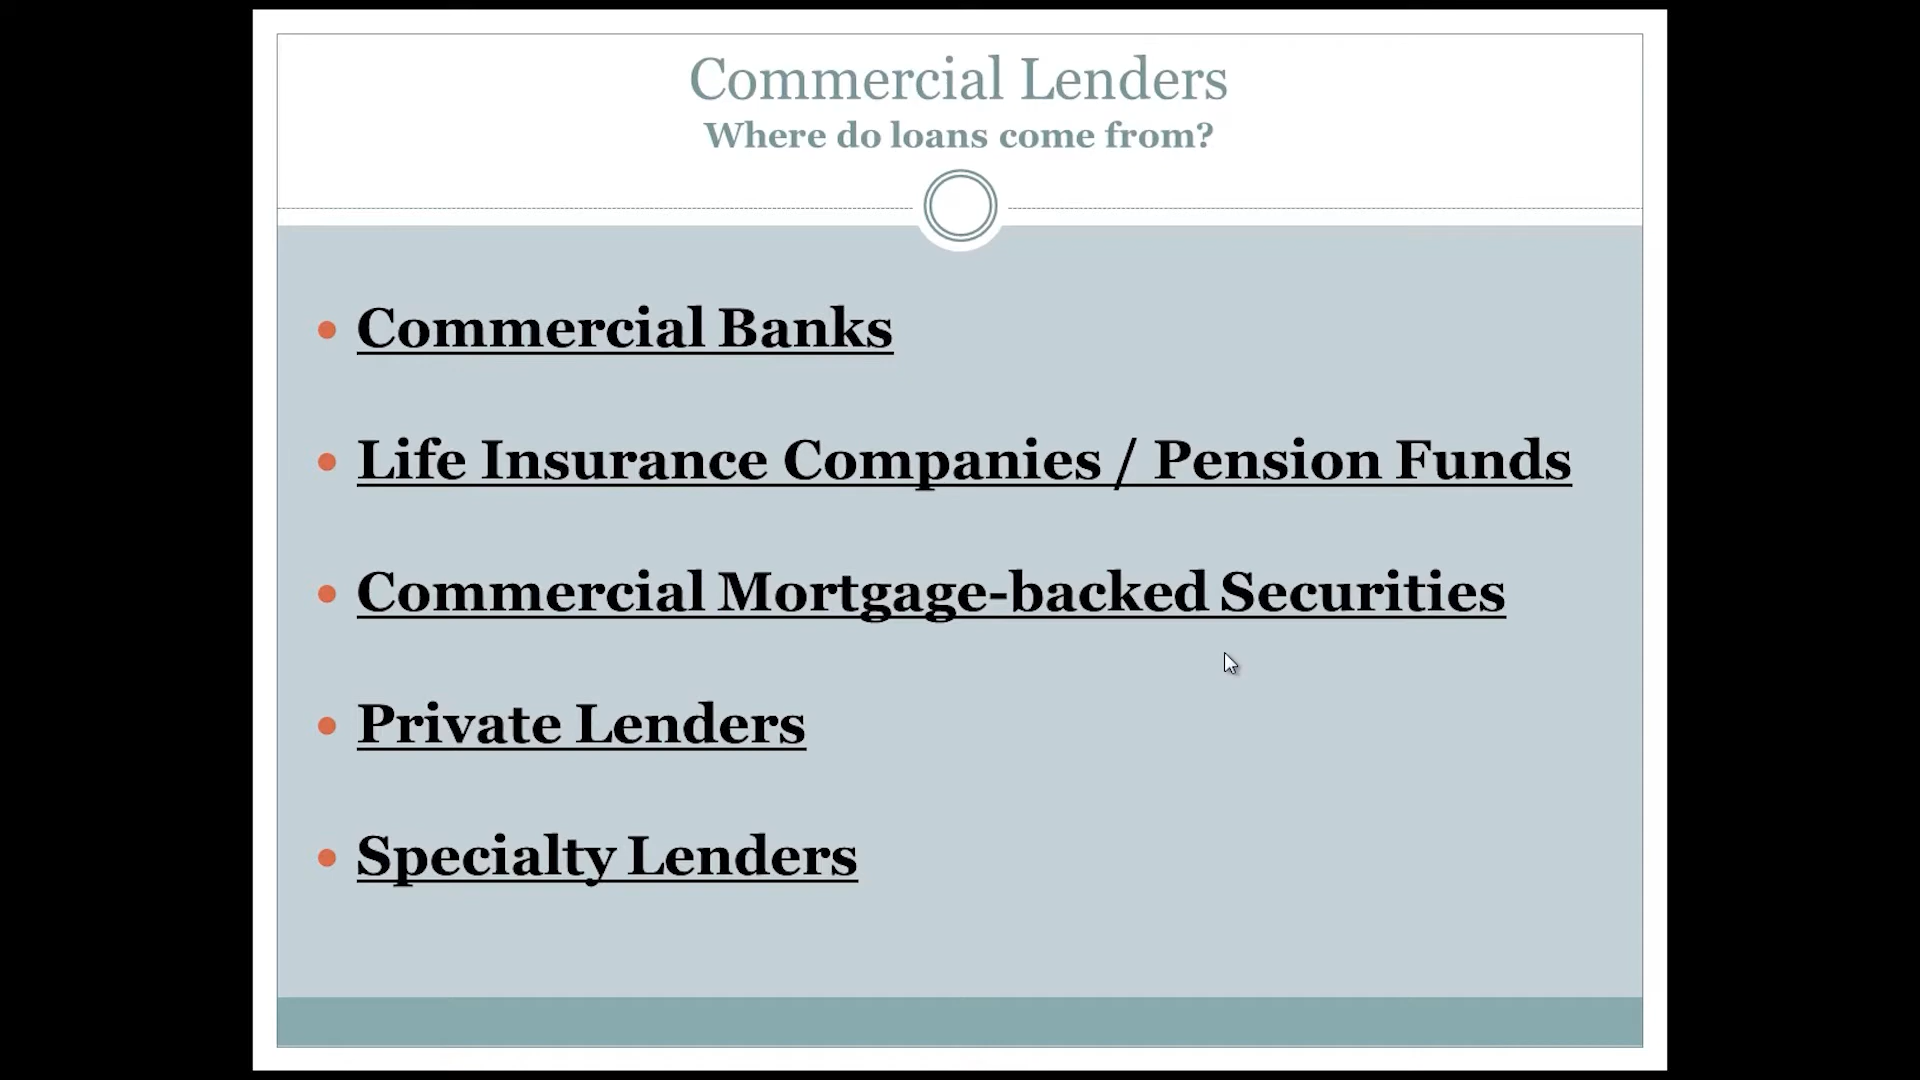 Commercial Lenders
Where do loans come from?
Commercial Banks
Life Insurance Companies / Pension Funds
Commercial Mortgage-backed Securities
Private Lenders
Specialty Lenders